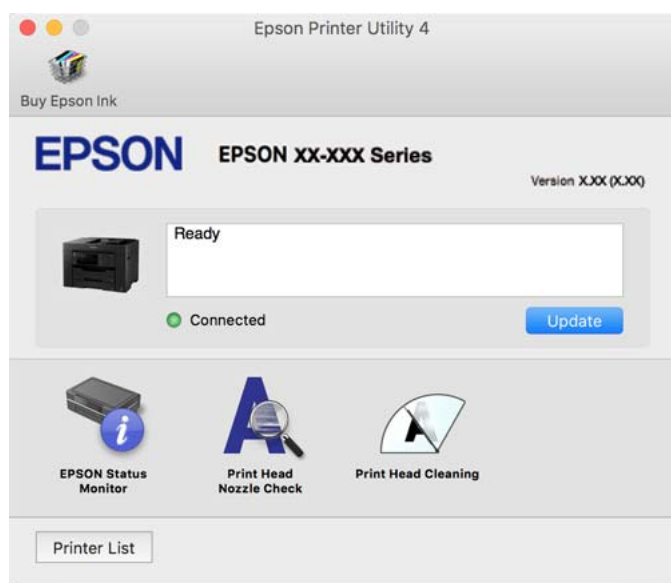 Epson Printer Utility 4
Buy Epson Ink
EPSON
EPSON XX-XXX Series
Version X.XX (X.XX)
Ready
Connected
Update
EPSON Status
Monitor
Print Head
Nozzle Check
Print Head Cleaning
Printer List